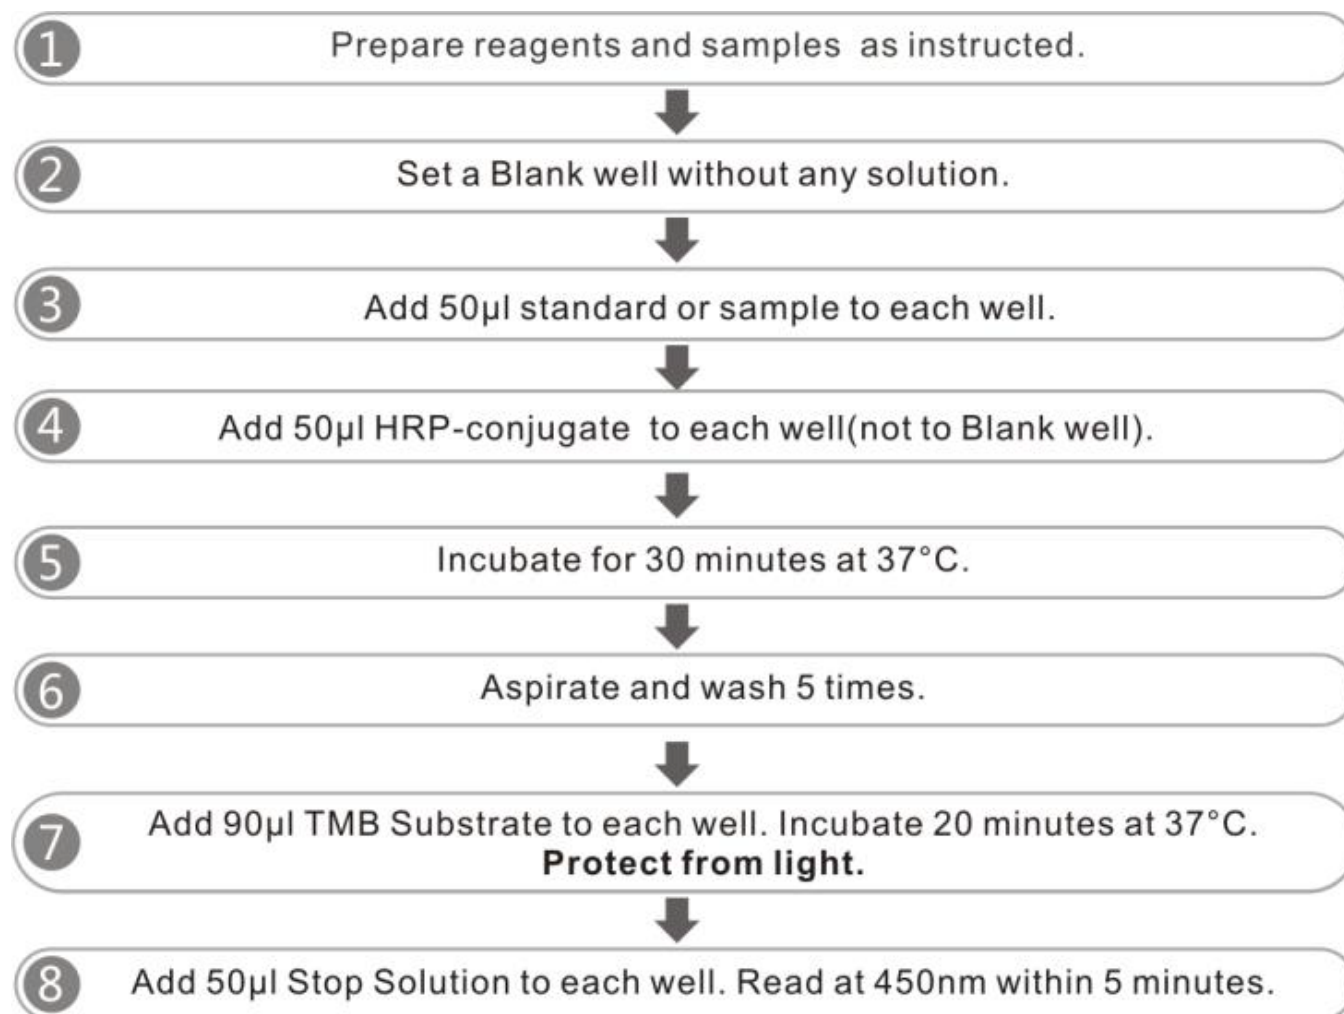 1 Prepare reagents and samples as instructed.
2 Set a Blank well without any solution.
3 Add 50µl standard or sample to each well.
4 Add 50µl HRP-conjugate to each well(not to Blank well).
5 Incubate for 30 minutes at 37°C.
6 Aspirate and wash 5 times.
7 Add 90µl TMB Substrate to each well. Incubate 20 minutes at 37°C.
Protect from light.
8 Add 50µl Stop Solution to each well. Read at 450nm within 5 minutes.